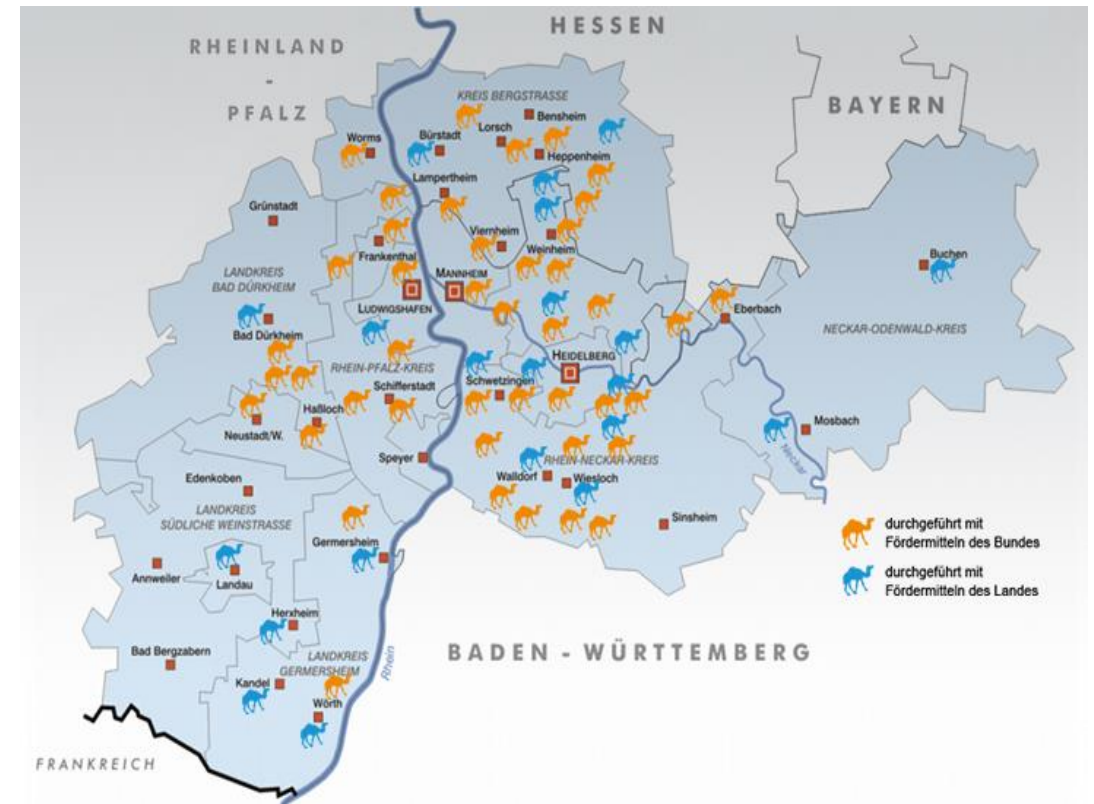 HESSEN
RHEINLAND
-
PFALZ
BAYERN
KREIS BERGSTRASSE
Bensheim
Lorsch
Worms
Bürstadt
Heppenheim
Lampertheim
Grünstadt
Viernheim
Weinheim
Frankenthal
Buchen
LANDKREIS
BAD DÜRKHEIM
MANNHEIM
LUDWIGSHAFEN
Eberbach
NECKAR-ODENWALD-KREIS
Bad Dürkheim
HEIDELBERG
RHEIN-PFALZ-KREIS
Schwetzingen
Schifferstadt
Haßloch
Neustadt/W.
Mosbach
Neckar
Speyer
RHEIN-NECKAR-KREIS
Edenkoben
Walldorf
Wiesloch
LANDKREIS
SÜDLICHE WEINSTRASSE
Sinsheim
durchgeführt mit
Fördermitteln des Bundes
Germersheim
Annweiler
Landau
durchgeführt mit
Fördermitteln des Landes
Herxheim
Bad Bergzabern
LANDKREIS
GERMERSHEIM
Rhein
BADEN - WÜRTTEMBERG
Kandel
Wörth
FRANKREICH